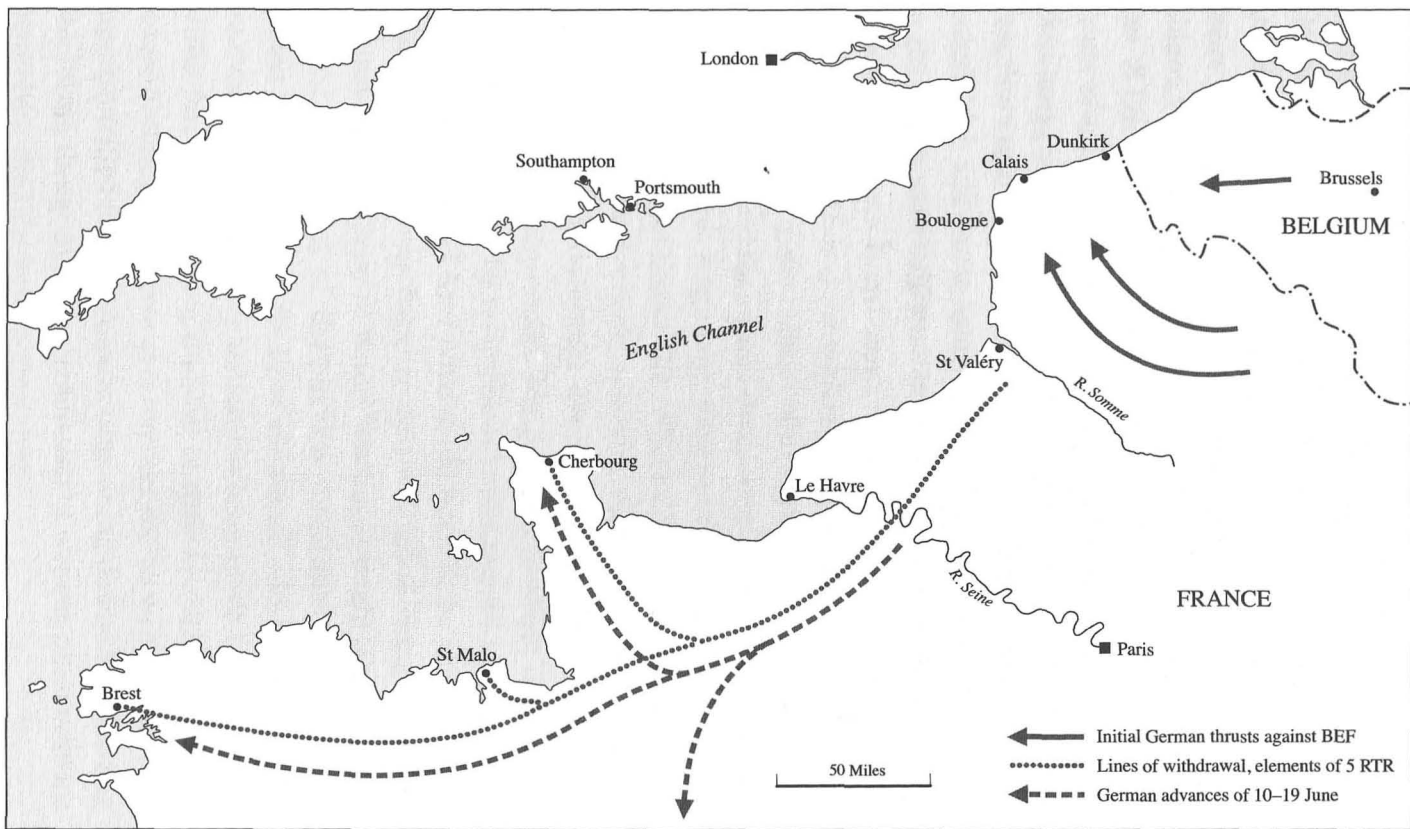 London
Dunkirk
Calais
Southampton
Brussels
Portsmouth
Boulogne
BELGIUM
English Channel
St Valéry
R. Somme
Cherbourg
Le Havre
R. Seine
FRANCE
St Malo
Paris
Brest
50 Miles
Initial German thrusts against BEF
Lines of withdrawal, elements of 5 RTR
German advances of 10–19 June